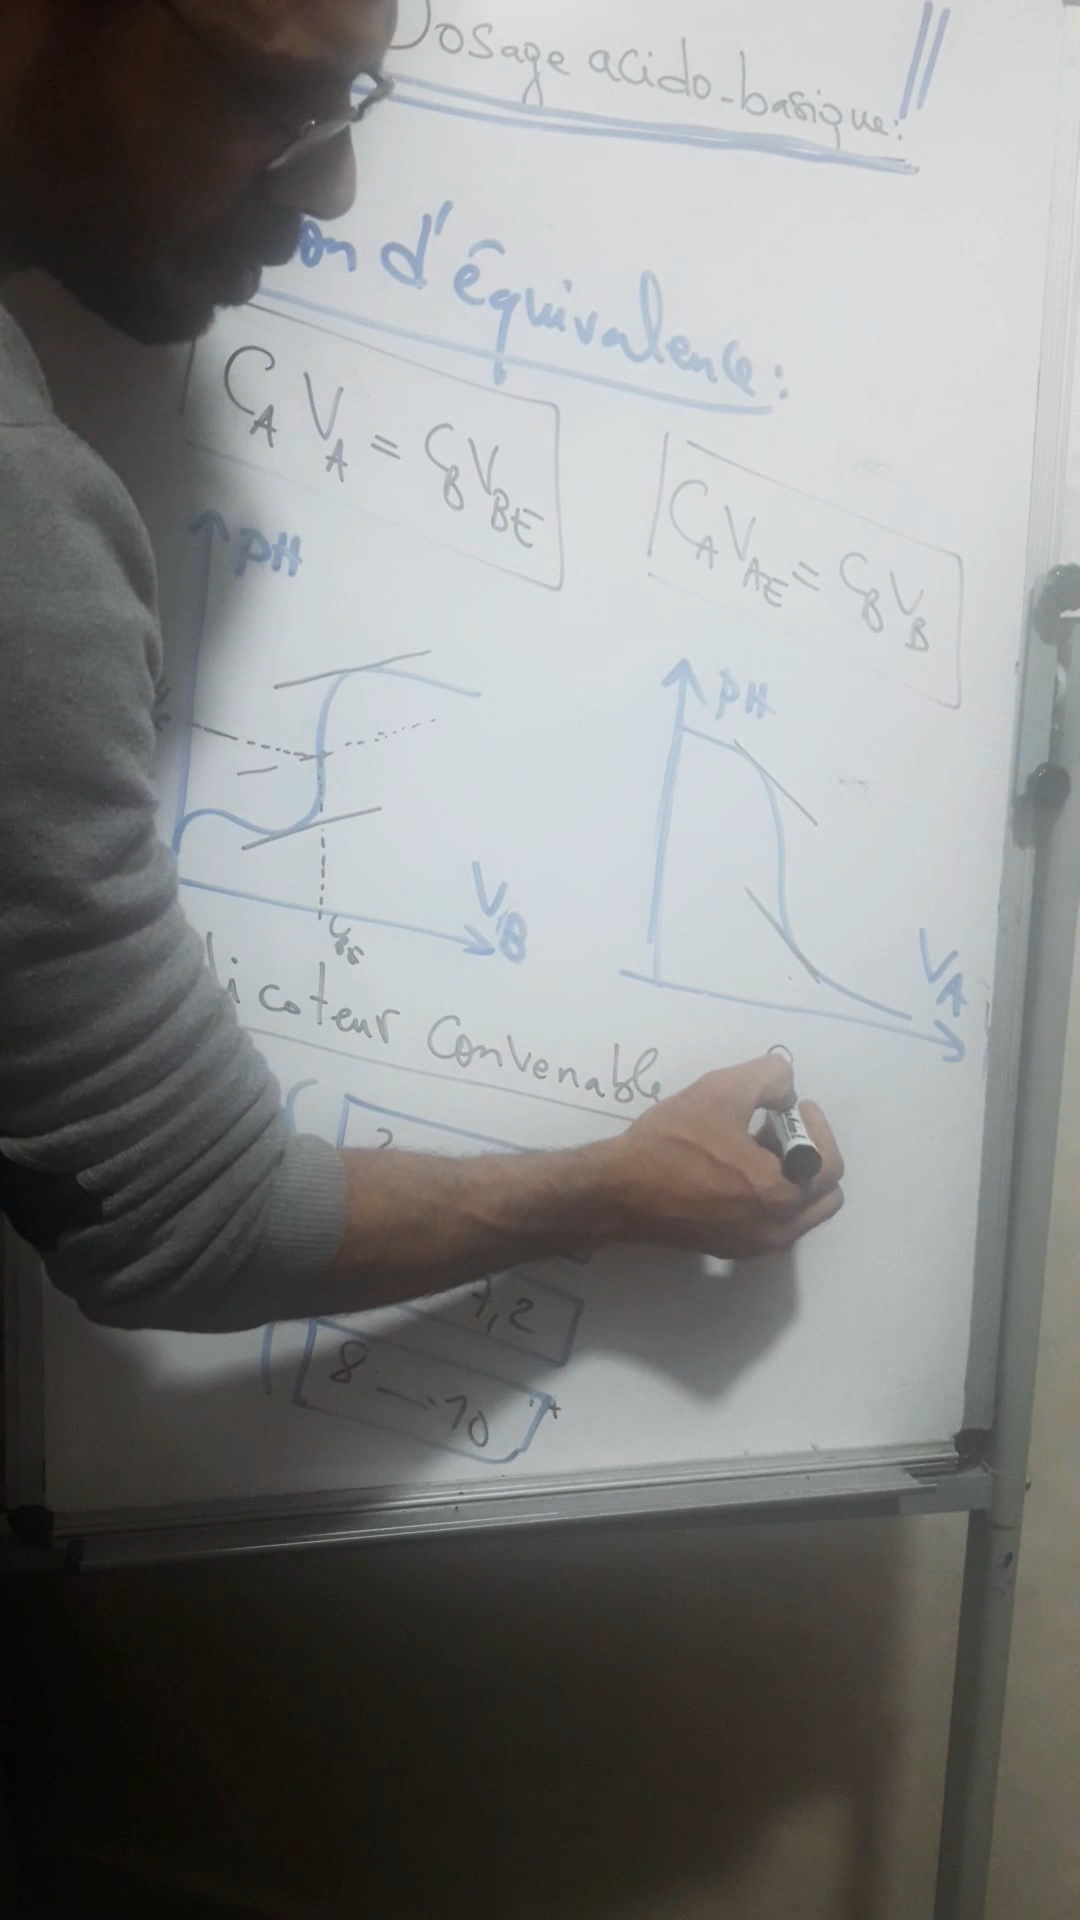 Dosage acido-basique:
on d'équivalence:
CA VA = CB VBE
CA VAE = CB VB
pH
pH
VBE
VB
VA
icateur Convenable
7,2
8 — 10